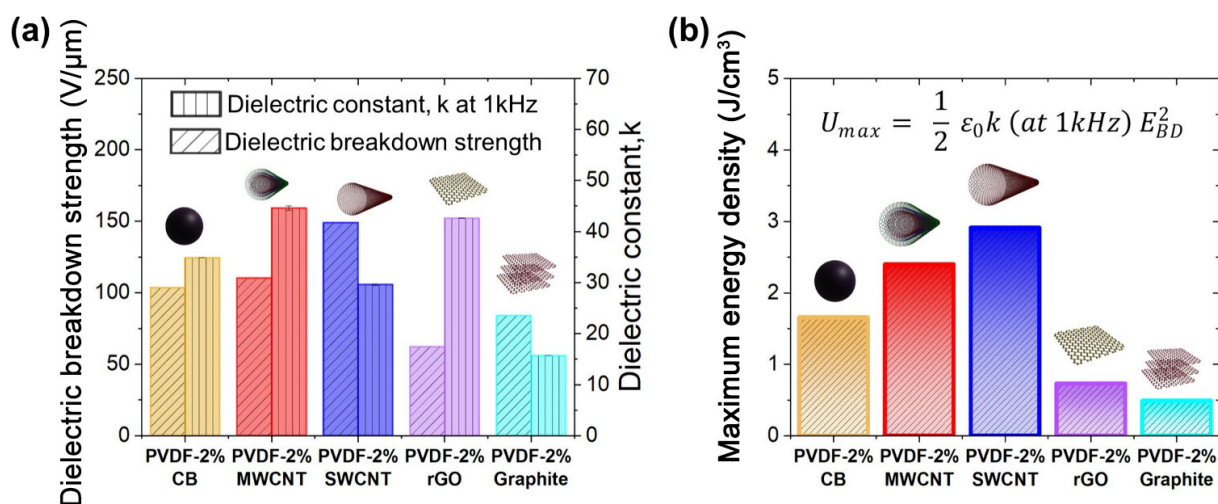 (a)
Dielectric breakdown strength (V/μm)
250
200
150
100
50
0
Dielectric constant, k at 1kHz
Dielectric breakdown strength
70
60
50
40
30
20
10
0
Dielectric constant,k
PVDF-2% PVDF-2% PVDF-2% PVDF-2% PVDF-2%
CB MWCNT SWCNT rGO Graphite
(b)
Maximum energy density (J/cm³)
5
4
3
2
1
0
U_max = 1/2 ε₀k (at 1kHz) E²_BD
PVDF-2% PVDF-2% PVDF-2% PVDF-2% PVDF-2%
CB MWCNT SWCNT rGO Graphite